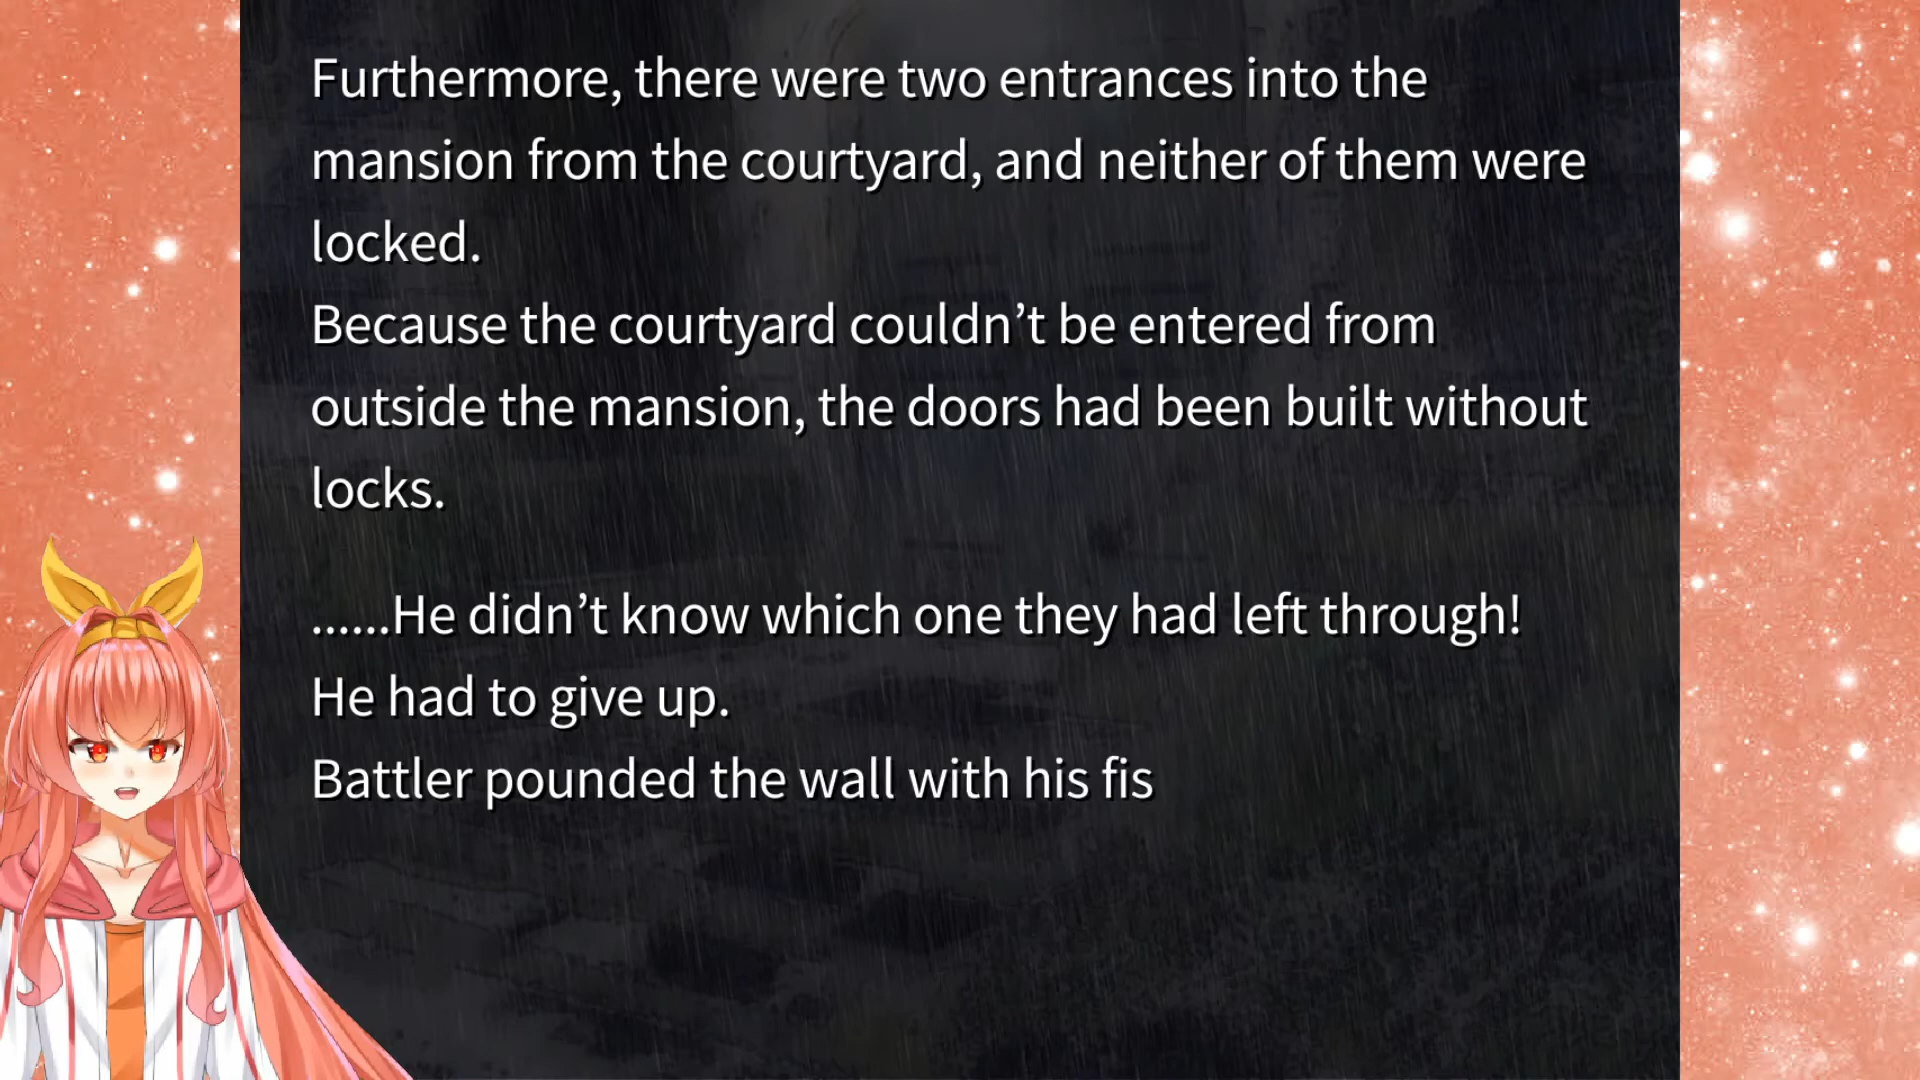 Furthermore, there were two entrances into the
mansion from the courtyard, and neither of them were
locked.
Because the courtyard couldn’t be entered from
outside the mansion, the doors had been built without
locks.
......He didn’t know which one they had left through!
He had to give up.
Battler pounded the wall with his fis